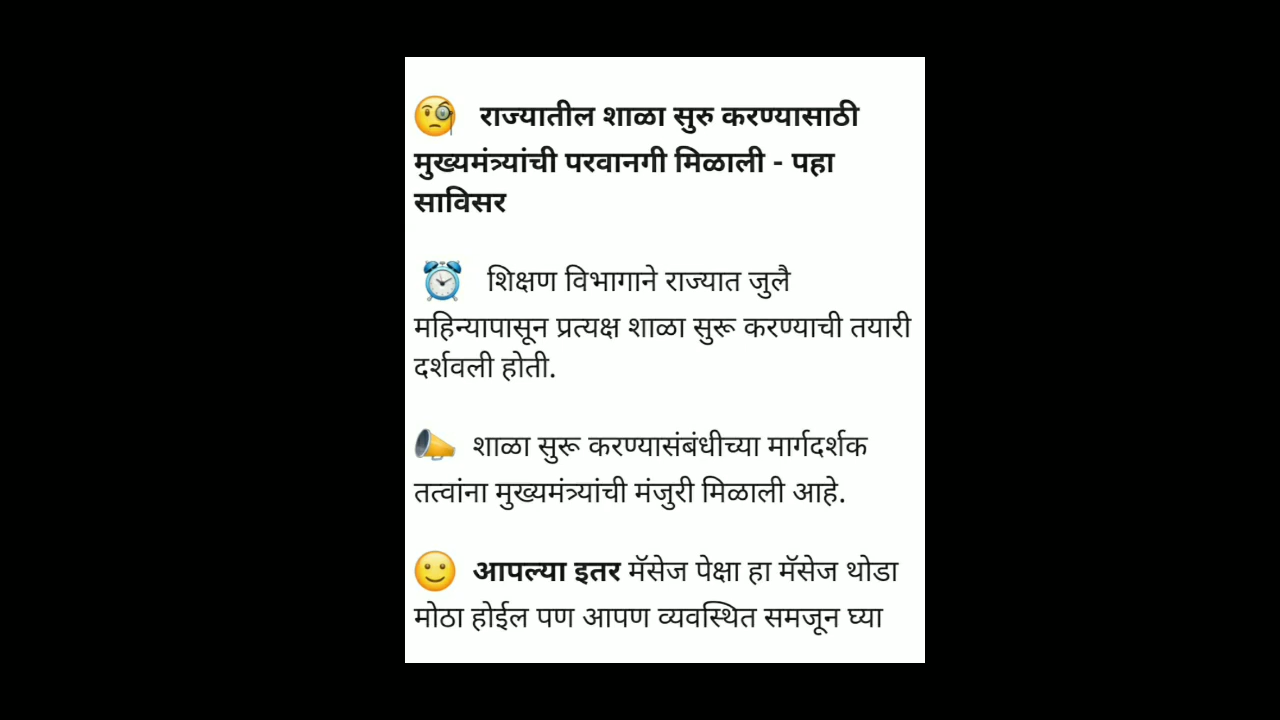 🧐 राज्यातील शाळा सुरु करण्यासाठी
मुख्यमंत्र्यांची परवानगी मिळाली - पहा
साविसर
⏰ शिक्षण विभागाने राज्यात जुलै
महिन्यापासून प्रत्यक्ष शाळा सुरू करण्याची तयारी
दर्शवली होती.
📣 शाळा सुरू करण्यासंबंधीच्या मार्गदर्शक
तत्वांना मुख्यमंत्र्यांची मंजुरी मिळाली आहे.
🙂 आपल्या इतर मॅसेज पेक्षा हा मॅसेज थोडा
मोठा होईल पण आपण व्यवस्थित समजून घ्या